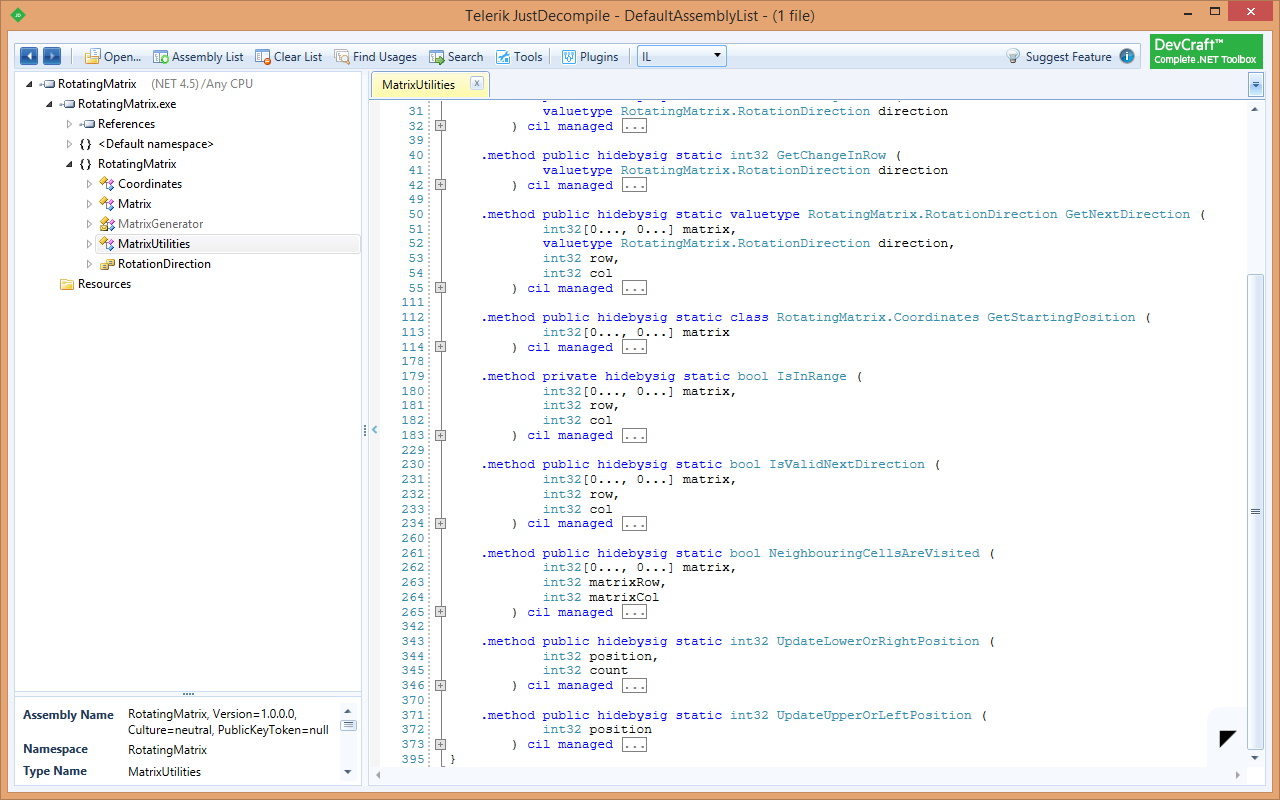 Telerik JustDecompile - DefaultAssemblyList - (1 file)
Open... Assembly List Clear List Find Usages Search Tools Plugins IL Suggest Feature
DevCraft™
Complete .NET Toolbox
RotatingMatrix (NET 4.5) /Any CPU
RotatingMatrix.exe
References
{} <Default namespace>
{} RotatingMatrix
Coordinates
Matrix
MatrixGenerator
MatrixUtilities
RotationDirection
Resources
Assembly Name RotatingMatrix, Version=1.0.0.0, Culture=neutral, PublicKeyToken=null
Namespace RotatingMatrix
Type Name MatrixUtilities
MatrixUtilities
31 valuetype RotatingMatrix.RotationDirection direction
32 ) cil managed ...
39
40 .method public hidebysig static int32 GetChangeInRow (
41 valuetype RotatingMatrix.RotationDirection direction
42 ) cil managed ...
49
50 .method public hidebysig static valuetype RotatingMatrix.RotationDirection GetNextDirection (
51 int32[0..., 0...] matrix,
52 valuetype RotatingMatrix.RotationDirection direction,
53 int32 row,
54 int32 col
55 ) cil managed ...
111
112 .method public hidebysig static class RotatingMatrix.Coordinates GetStartingPosition (
113 int32[0..., 0...] matrix
114 ) cil managed ...
178
179 .method private hidebysig static bool IsInRange (
180 int32[0..., 0...] matrix,
181 int32 row,
182 int32 col
183 ) cil managed ...
229
230 .method public hidebysig static bool IsValidNextDirection (
231 int32[0..., 0...] matrix,
232 int32 row,
233 int32 col
234 ) cil managed ...
260
261 .method public hidebysig static bool NeighbouringCellsAreVisited (
262 int32[0..., 0...] matrix,
263 int32 matrixRow,
264 int32 matrixCol
265 ) cil managed ...
342
343 .method public hidebysig static int32 UpdateLowerOrRightPosition (
344 int32 position,
345 int32 count
346 ) cil managed ...
370
371 .method public hidebysig static int32 UpdateUpperOrLeftPosition (
372 int32 position
373 ) cil managed ...
395 }